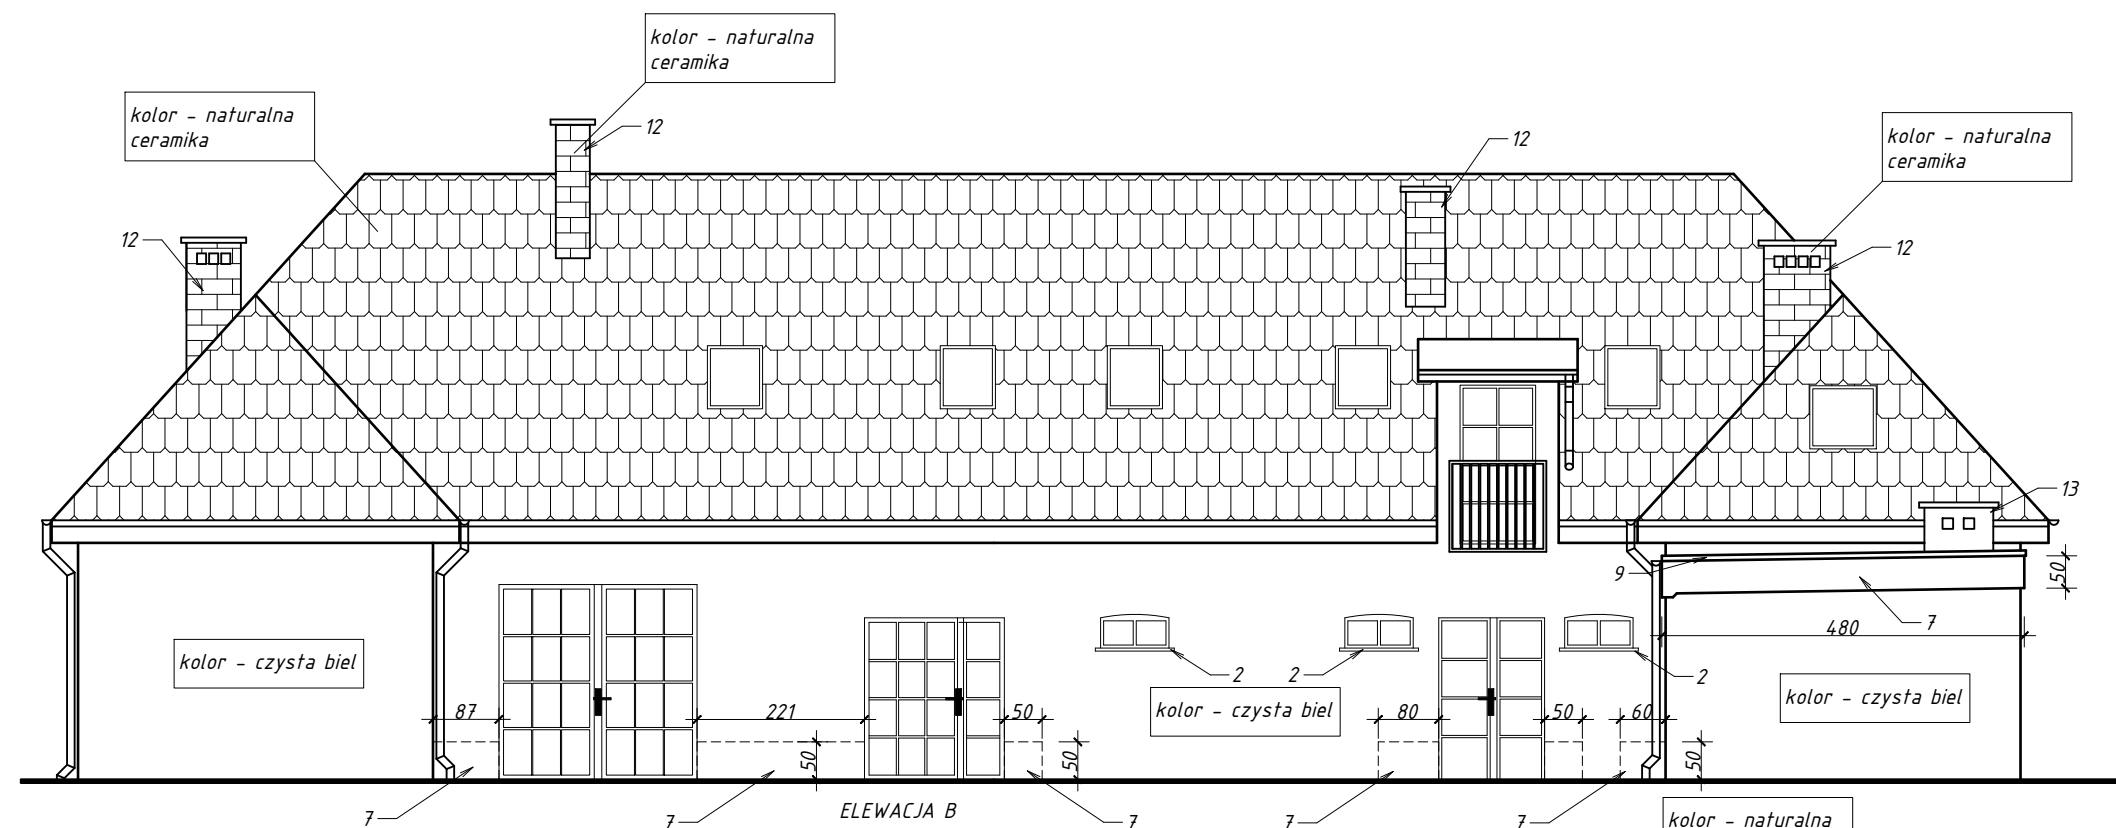 kolor - naturalna
ceramika
kolor - naturalna
ceramika
12
12
kolor - naturalna
ceramika
12
12
13
9
50
7
480
kolor - czysta biel
2
2
2
kolor - czysta biel
kolor - czysta biel
87
221
50
80
50
60
50
50
50
7
7
ELEWACJA B
7
7
7
kolor - naturalna